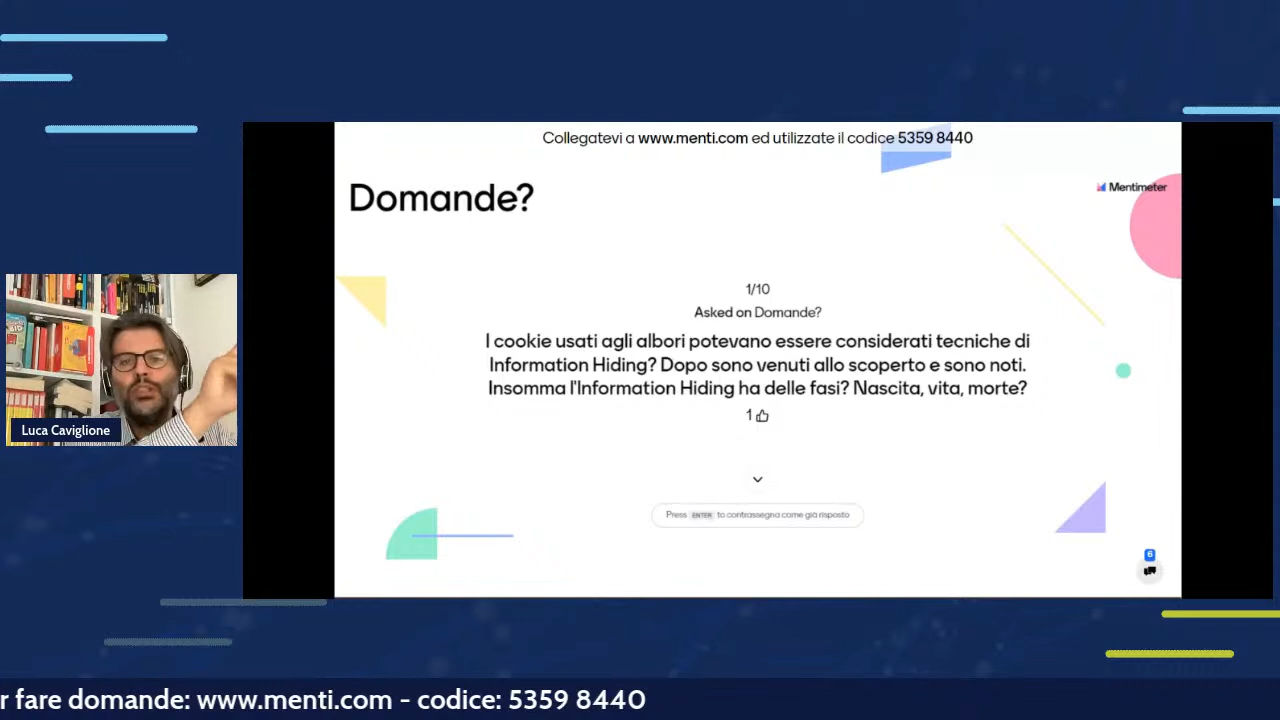 Collegatevi a www.menti.com ed utilizzate il codice 5359 8440
Domande?
Mentimeter
1/10
Asked on Domande?
I cookie usati agli albori potevano essere considerati tecniche di
Information Hiding? Dopo sono venuti allo scoperto e sono noti.
Insomma l'Information Hiding ha delle fasi? Nascita, vita, morte?
1
Press ENTER to contrassegna come già risposto
6
Luca Caviglione
r fare domande: www.menti.com - codice: 5359 8440